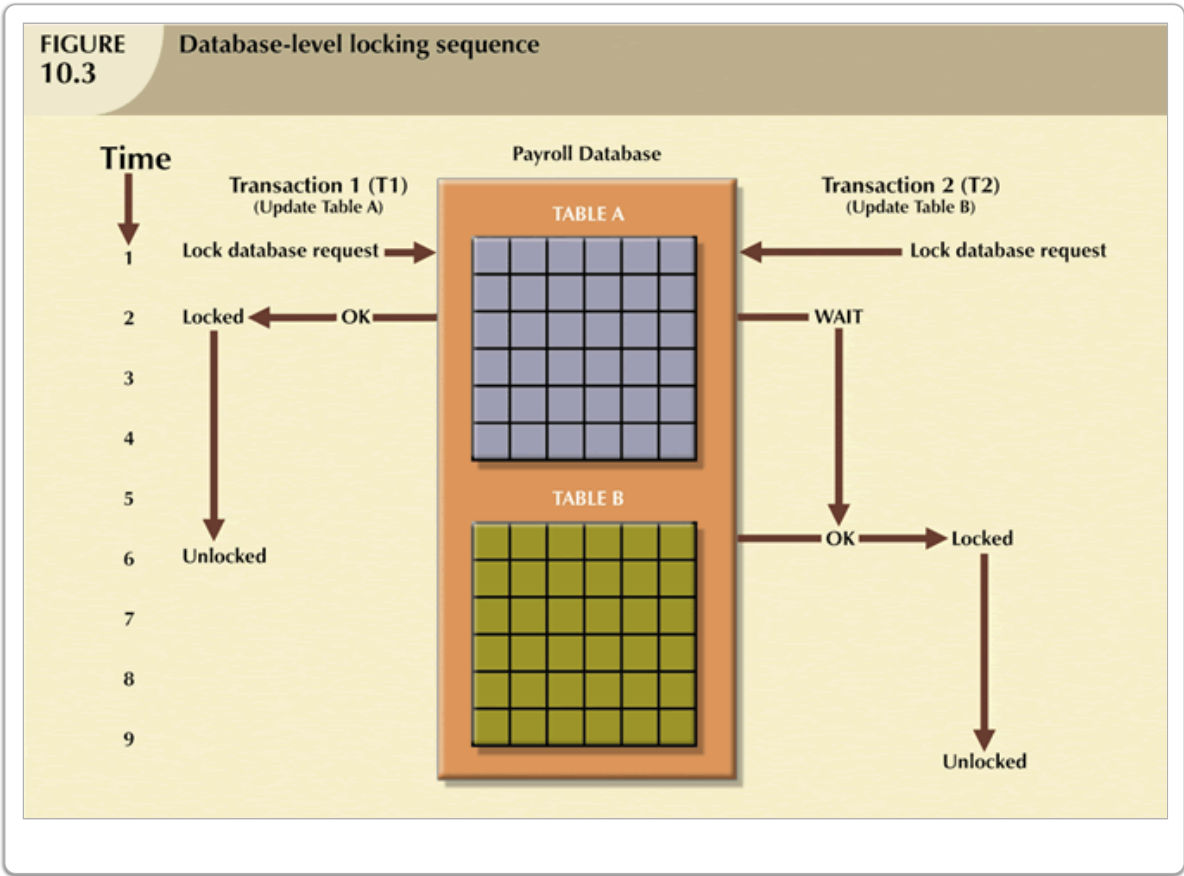 FIGURE 10.3
Database-level locking sequence
Time
Payroll Database
Transaction 1 (T1)
(Update Table A)
Transaction 2 (T2)
(Update Table B)
TABLE A
1
Lock database request
Lock database request
2
Locked
OK
WAIT
3
4
5
TABLE B
OK
Locked
6
Unlocked
7
8
9
Unlocked